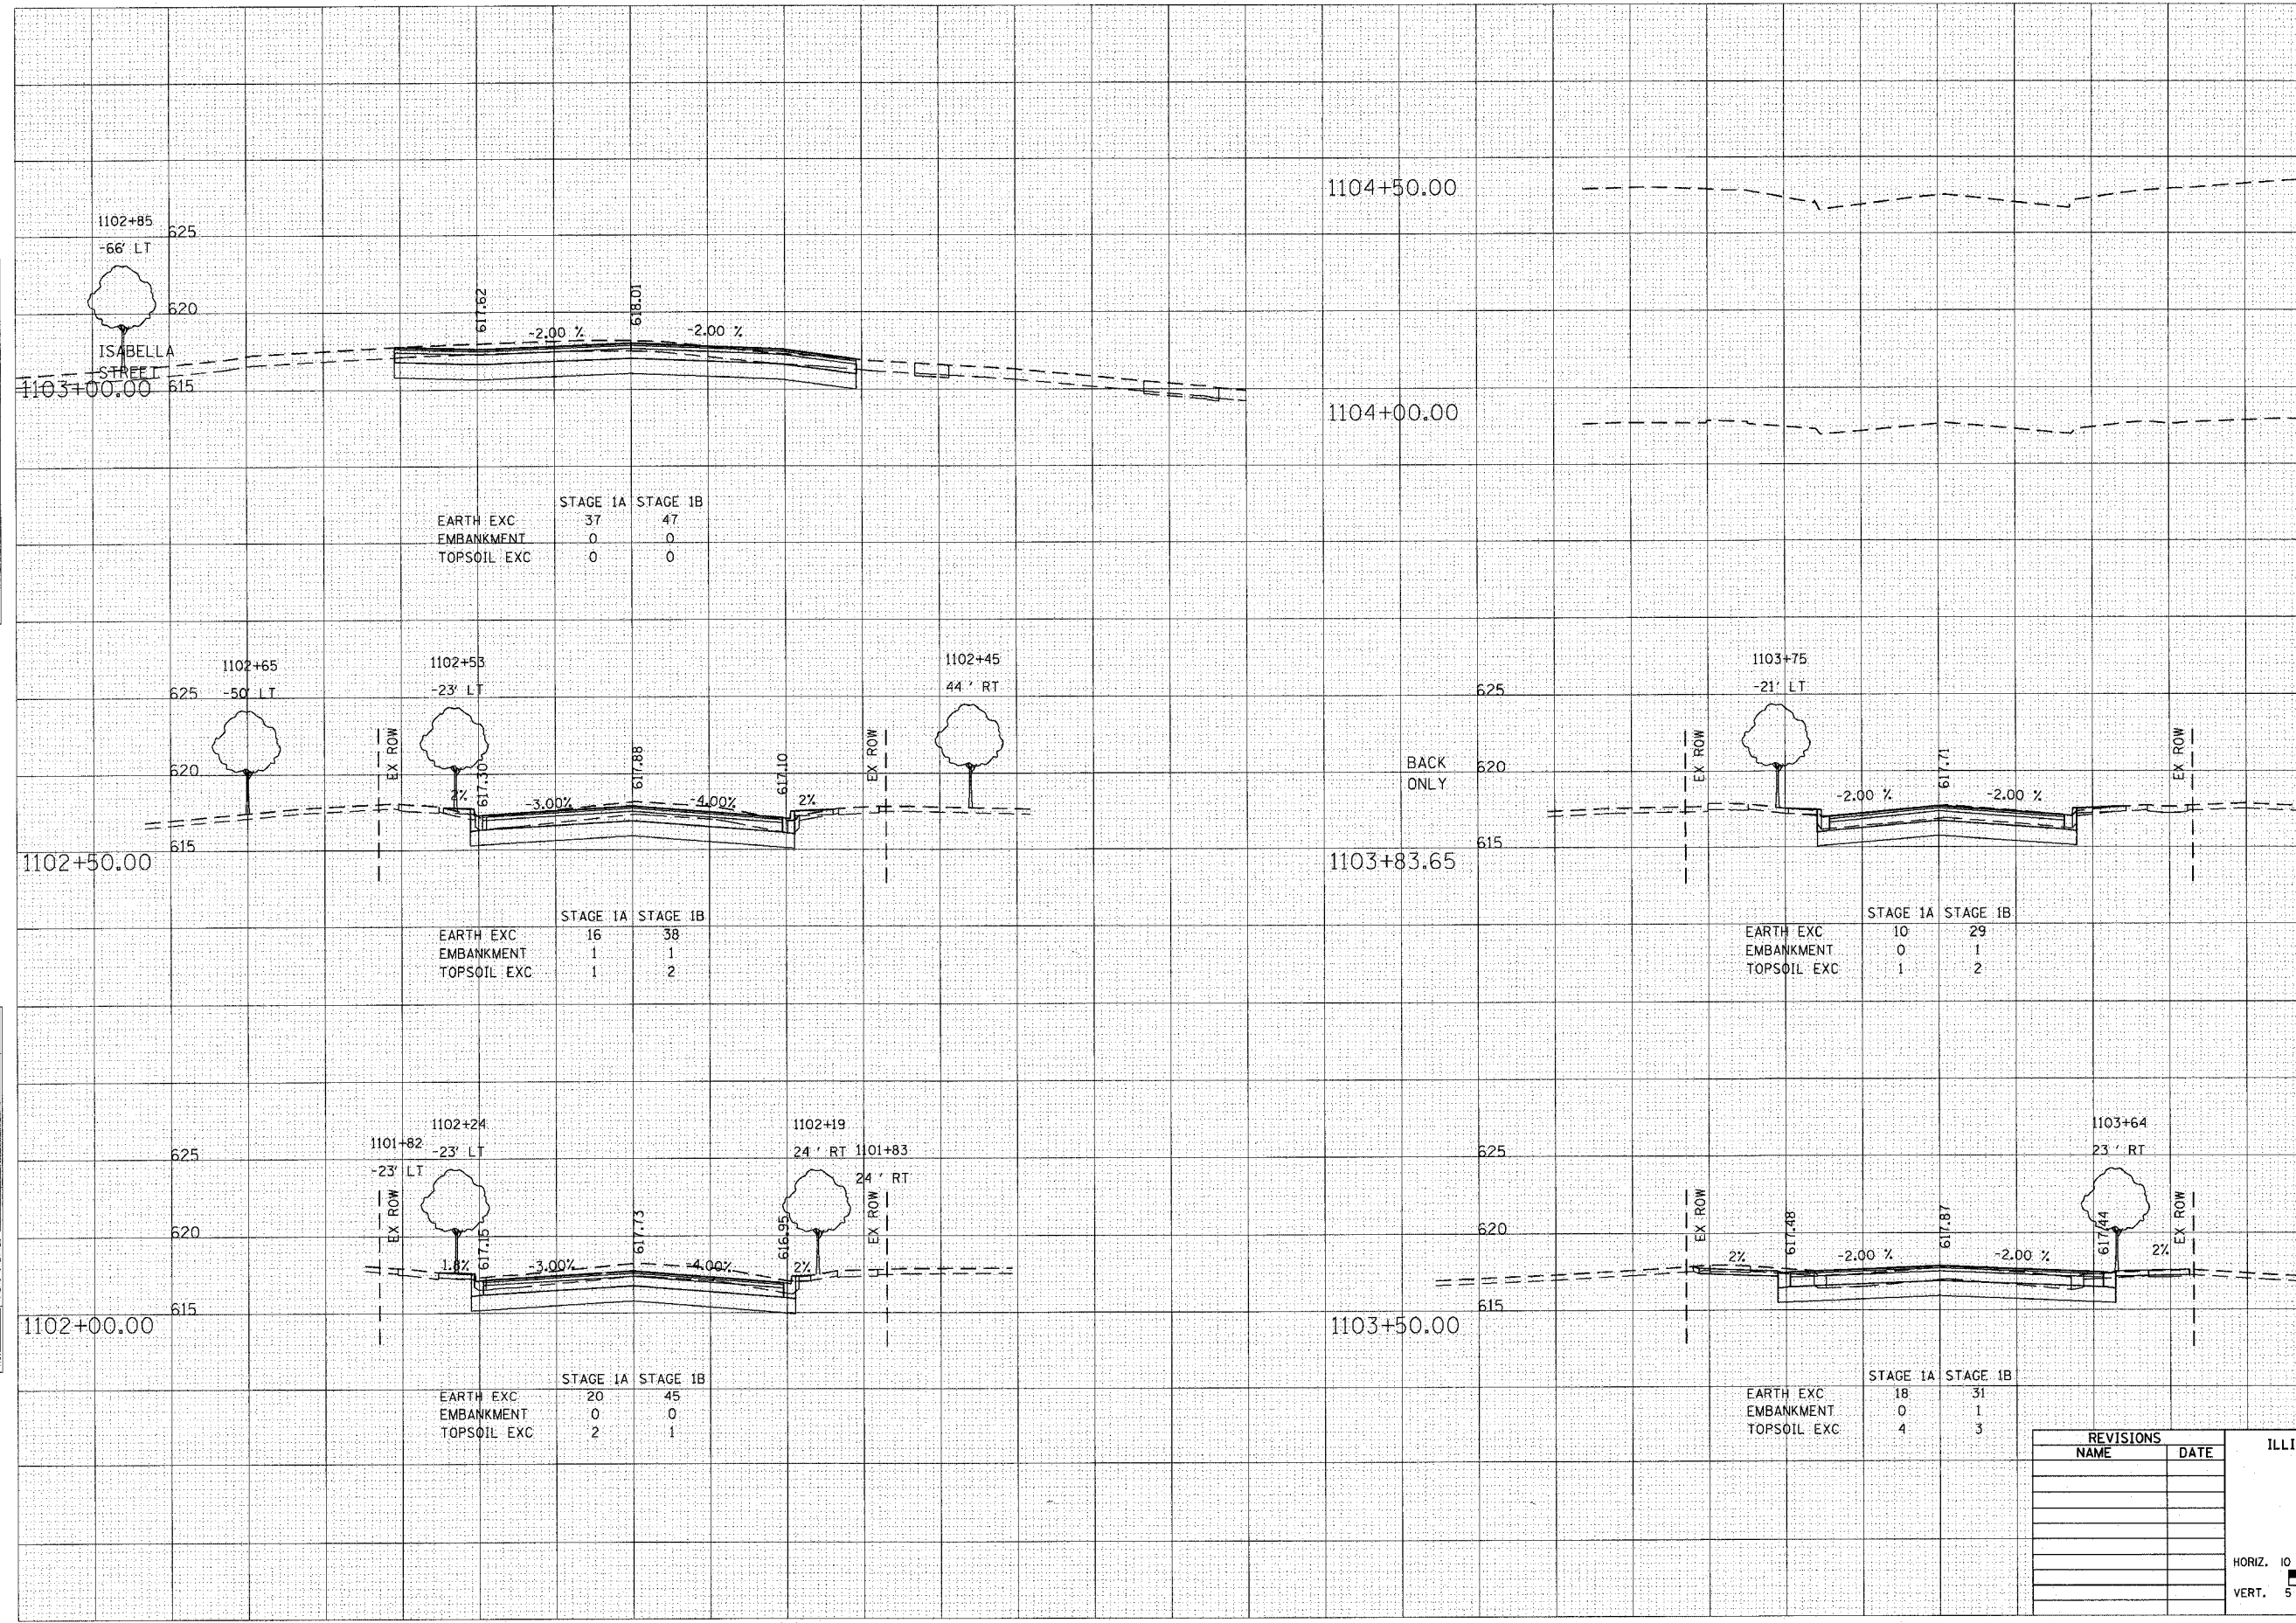 1102+85
-66' LT
625
620
617.62
618.01
-2.00 %
-2.00 %
ISABELLA
STREET
1103+00.00
615
STAGE 1A STAGE 1B
EARTH EXC 37 47
EMBANKMENT 0 0
TOPSOIL EXC 0 0
1102+65
-50' LT
1102+53
-23' LT
1102+45
44 ' RT
625
620
EX ROW
2%
617.30
-3.00%
617.88
-4.00%
617.10
2%
EX ROW
615
1102+50.00
STAGE 1A STAGE 1B
EARTH EXC 16 38
EMBANKMENT 1 1
TOPSOIL EXC 1 2
1101+82
-23' LT
1102+24
-23' LT
1102+19
24 ' RT
1101+83
24 ' RT
625
620
EX ROW
1.8%
617.15
-3.00%
617.73
-4.00%
616.95
2%
EX ROW
615
1102+00.00
STAGE 1A STAGE 1B
EARTH EXC 20 45
EMBANKMENT 0 0
TOPSOIL EXC 2 1
1104+50.00
1104+00.00
1103+75
-21' LT
625
BACK
ONLY
620
EX ROW
-2.00 %
617.71
-2.00 %
EX ROW
615
1103+83.65
STAGE 1A STAGE 1B
EARTH EXC 10 29
EMBANKMENT 0 1
TOPSOIL EXC 1 2
1103+64
23 ' RT
625
620
EX ROW
2%
617.48
-2.00 %
617.87
-2.00 %
617.44
2%
EX ROW
615
1103+50.00
STAGE 1A STAGE 1B
EARTH EXC 18 31
EMBANKMENT 0 1
TOPSOIL EXC 4 3
REVISIONS
NAME DATE
ILLI
HORIZ. 10
VERT. 5